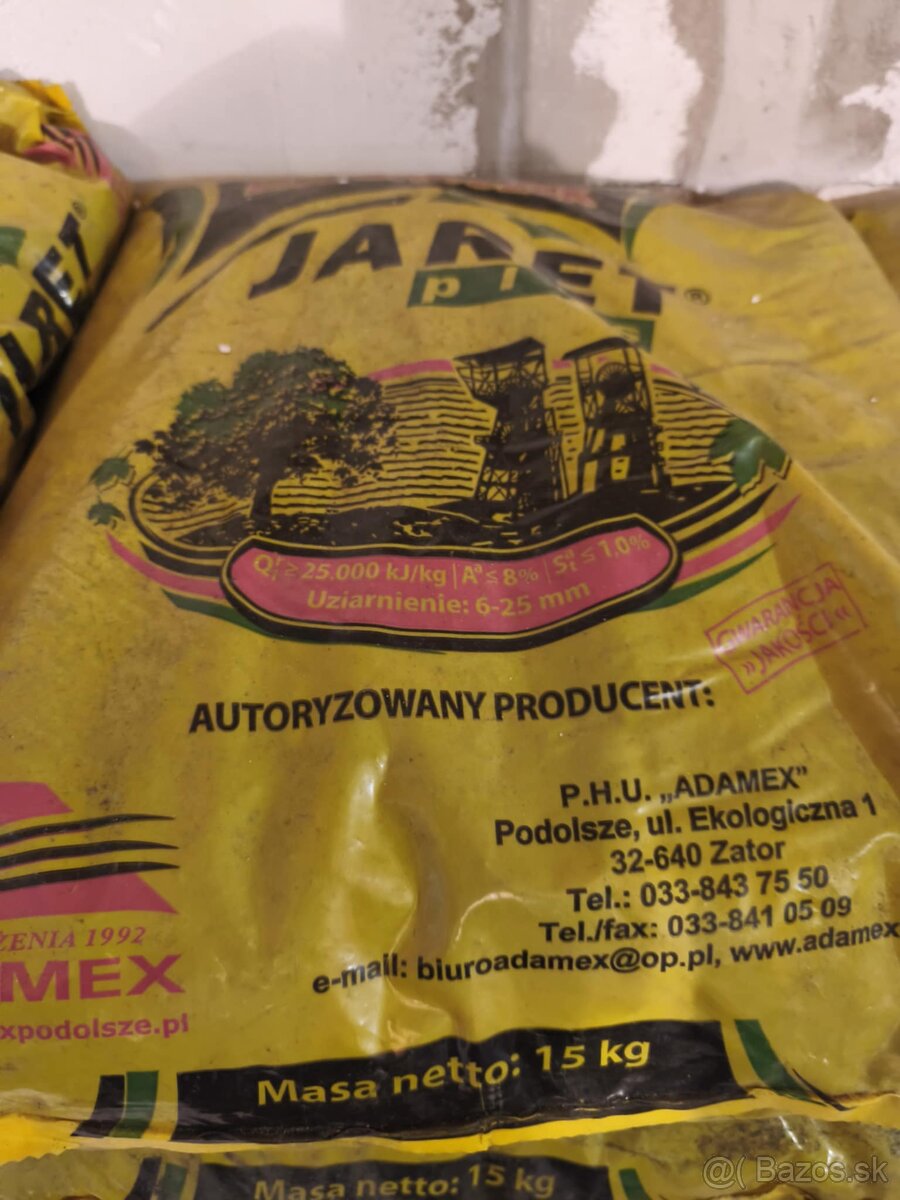 JARET®
pl
Qri ≥ 25.000 kJ/kg | Aa ≤ 8% | Sat ≤ 1,0%
Uziarnienie: 6-25 mm
GWARANCJA
„JAKOŚCI“
AUTORYZOWANY PRODUCENT:
P.H.U. „ADAMEX”
Podolsze, ul. Ekologiczna 1
32-640 Zator
Tel.: 033-843 75 50
Tel./fax: 033-841 05 09
e-mail: biuroadamex@op.pl, www.adamex
ŻENIA 1992
MEX
xpodolsze.pl
Masa netto: 15 kg
Masa netto: 15 kg
@( Bazos.sk